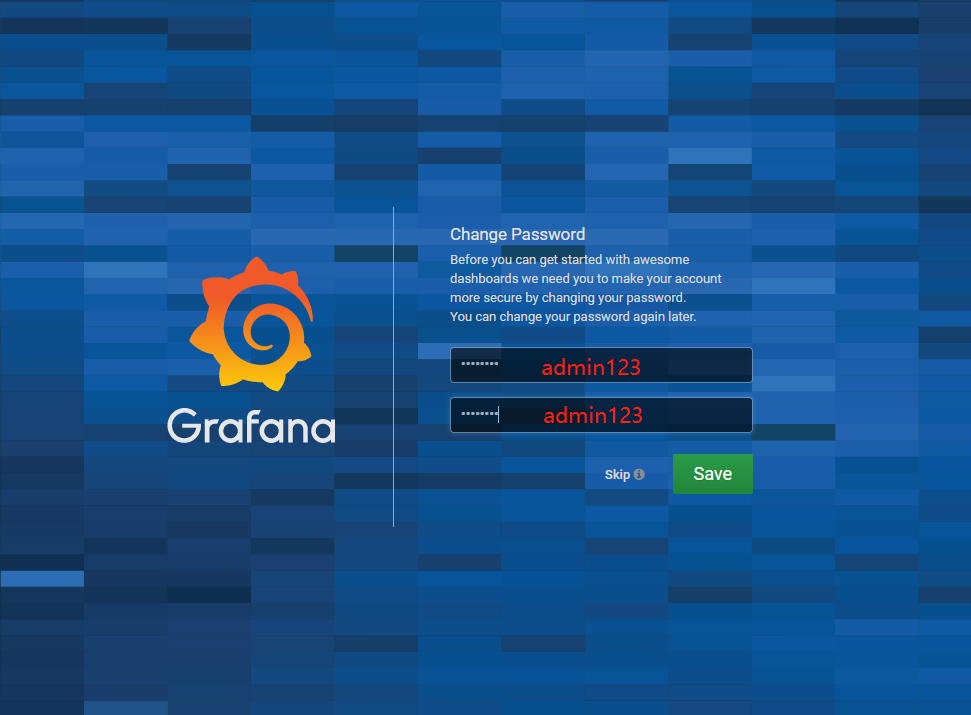 Grafana
Change Password
Before you can get started with awesome
dashboards we need you to make your account
more secure by changing your password.
You can change your password again later.
•••••••• admin123
•••••••• admin123
Skip
Save